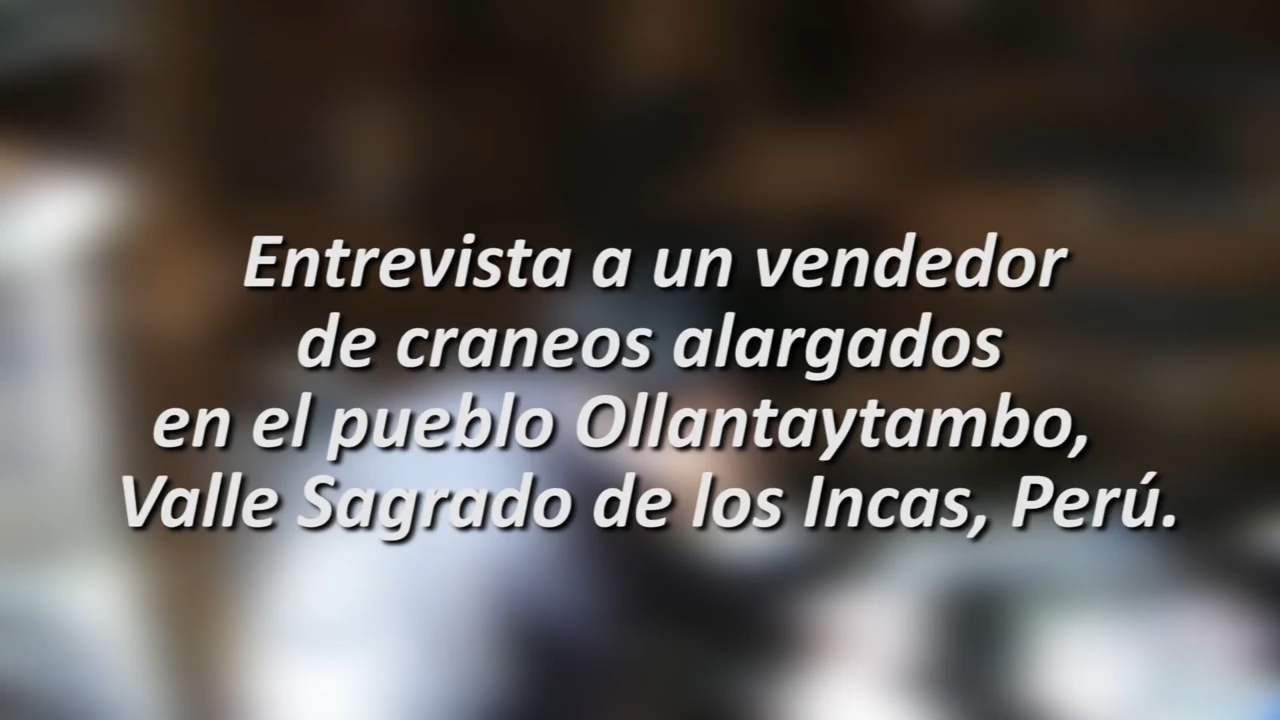 Entrevista a un vendedor
de craneos alargados
en el pueblo Ollantaytambo,
Valle Sagrado de los Incas, Perú.